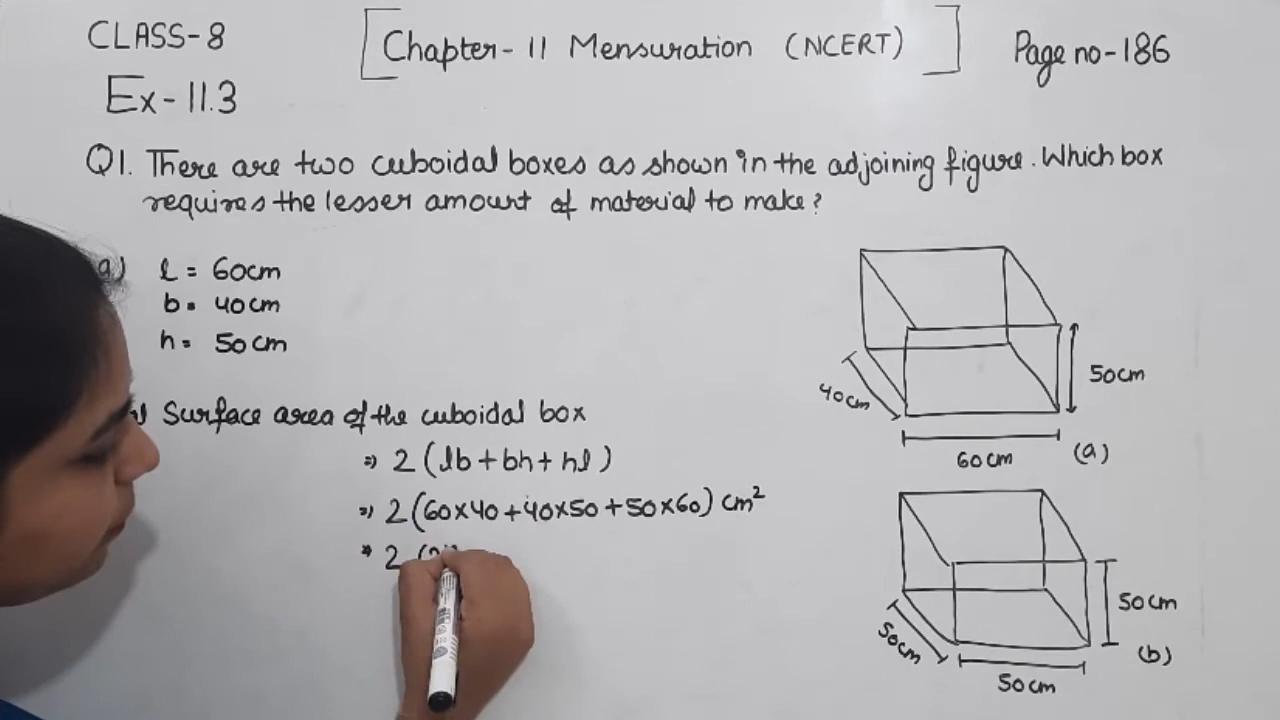 CLASS-8
[Chapter-11 Mensuration (NCERT)]
Page no-186
Ex-11.3
Q1. There are two cuboidal boxes as shown in the adjoining figure. Which box
requires the lesser amount of material to make?
a) l = 60cm
b = 40cm
h = 50cm
Surface area of the cuboidal box
⇒ 2(lb+bh+hl)
⇒ 2(60×40+40×50+50×60) cm²
⇒ 2 (
40cm
50cm
60cm
(a)
50cm
50cm
50cm
(b)